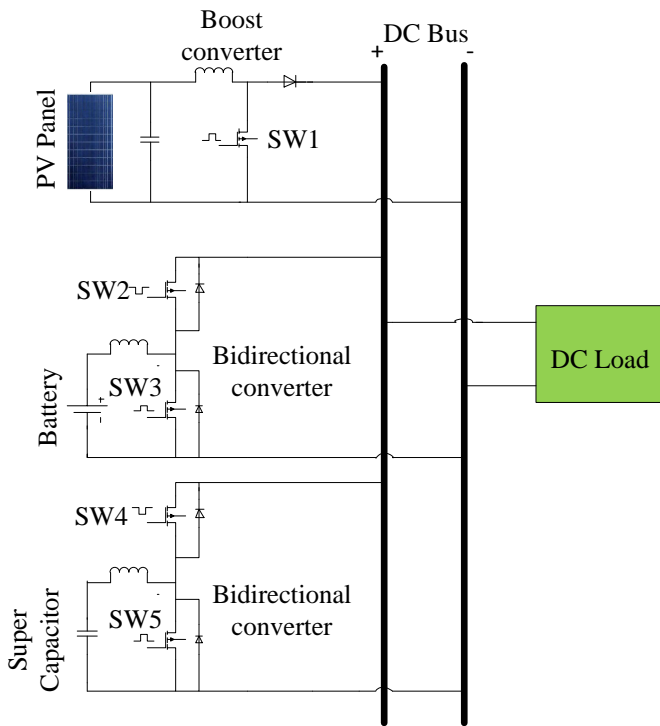 Boost
converter
+ DC Bus -
PV Panel
SW1
SW2
Bidirectional
converter
SW3
Battery
+
-
DC Load
SW4
Bidirectional
converter
SW5
Super
Capacitor